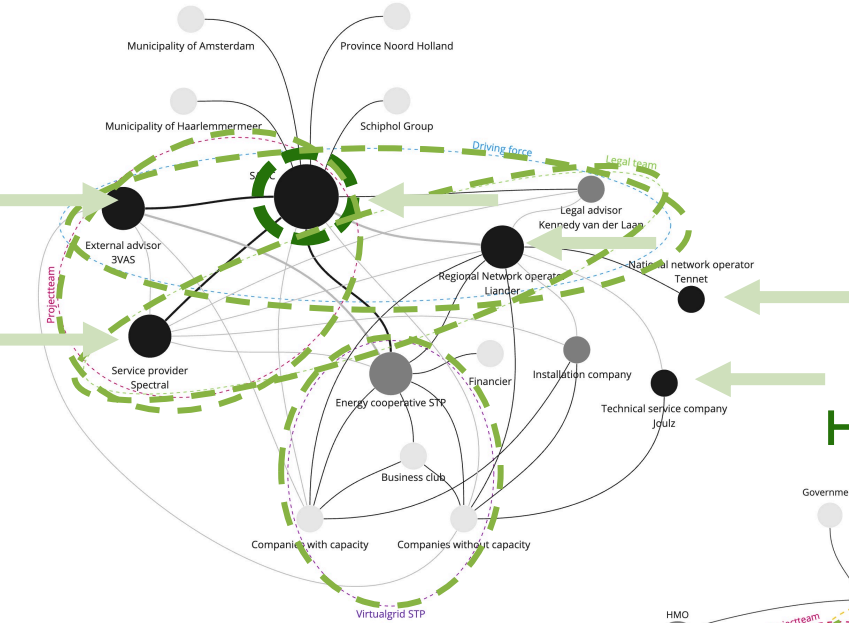 Municipality of Amsterdam
Province Noord Holland
Municipality of Haarlemmermeer
Schiphol Group
Driving force
Legal team
Legal advisor
Kennedy van der Laan
External advisor
3VAS
Regional Network operator
Liander
National network operator
Tennet
Projectteam
Service provider
Spectral
Financier
Installation company
Energy cooperative STP
Technical service company
Joulz
Business club
Companies with capacity
Companies without capacity
Virtualgrid STP
HMO